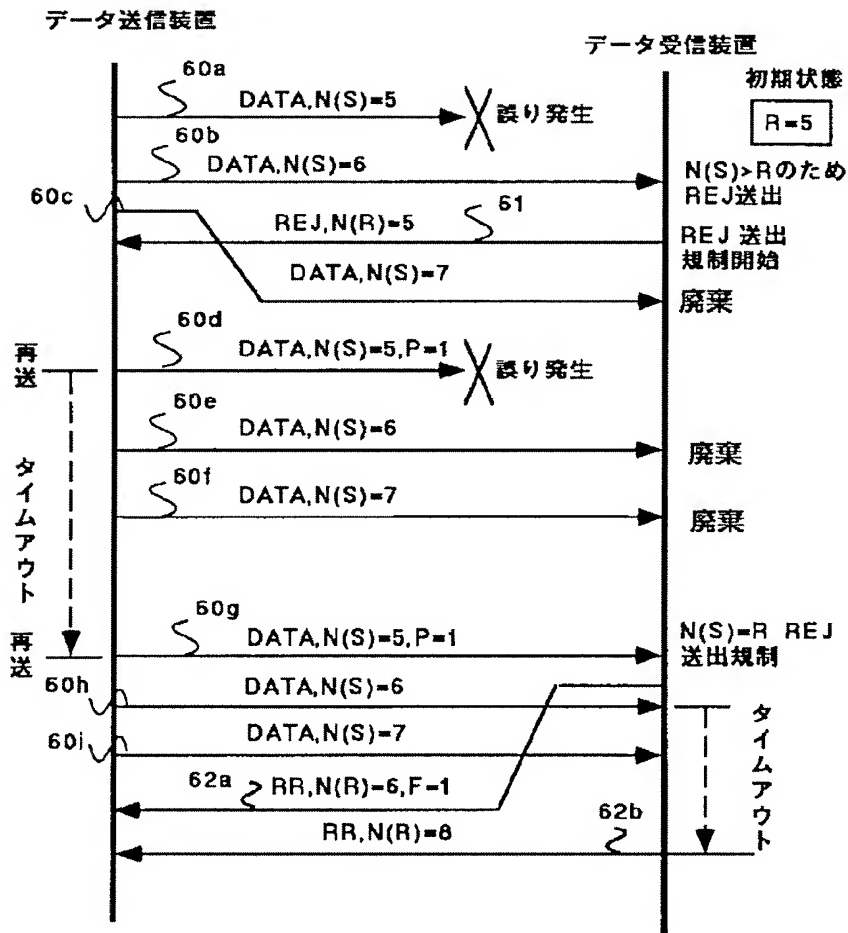 データ送信装置
データ受信装置
初期状態
R=5
60a
DATA,N(S)=5
誤り発生
60b
DATA,N(S)=6
N(S)>Rのため
REJ送出
60c
61
REJ,N(R)=5
REJ 送出
規制開始
DATA,N(S)=7
廃棄
60d
再送
DATA,N(S)=5,P=1
誤り発生
60e
DATA,N(S)=6
廃棄
タイムアウト
60f
DATA,N(S)=7
廃棄
60g
再送
DATA,N(S)=5,P=1
N(S)=R REJ
送出規制
60h
DATA,N(S)=6
タイムアウト
60i
DATA,N(S)=7
62a
RR,N(R)=6,F=1
62b
RR,N(R)=8